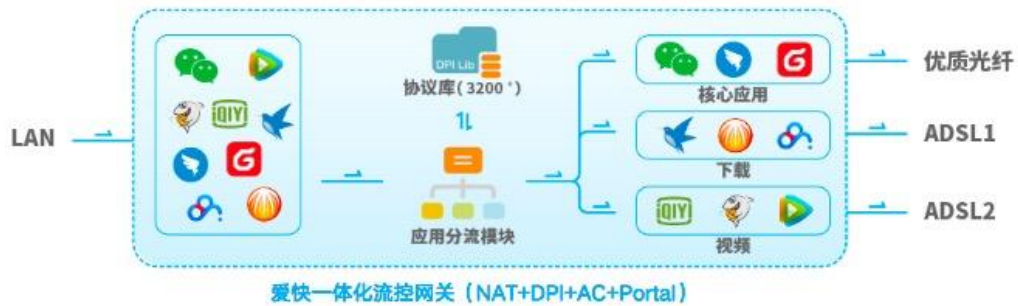 LAN
DPI Lib
协议库(3200⁺)
应用分流模块
iQIY
G
核心应用
下载
iQIY
G
视频
优质光纤
ADSL1
ADSL2
爱快一体化流控网关（NAT+DPI+AC+Portal）